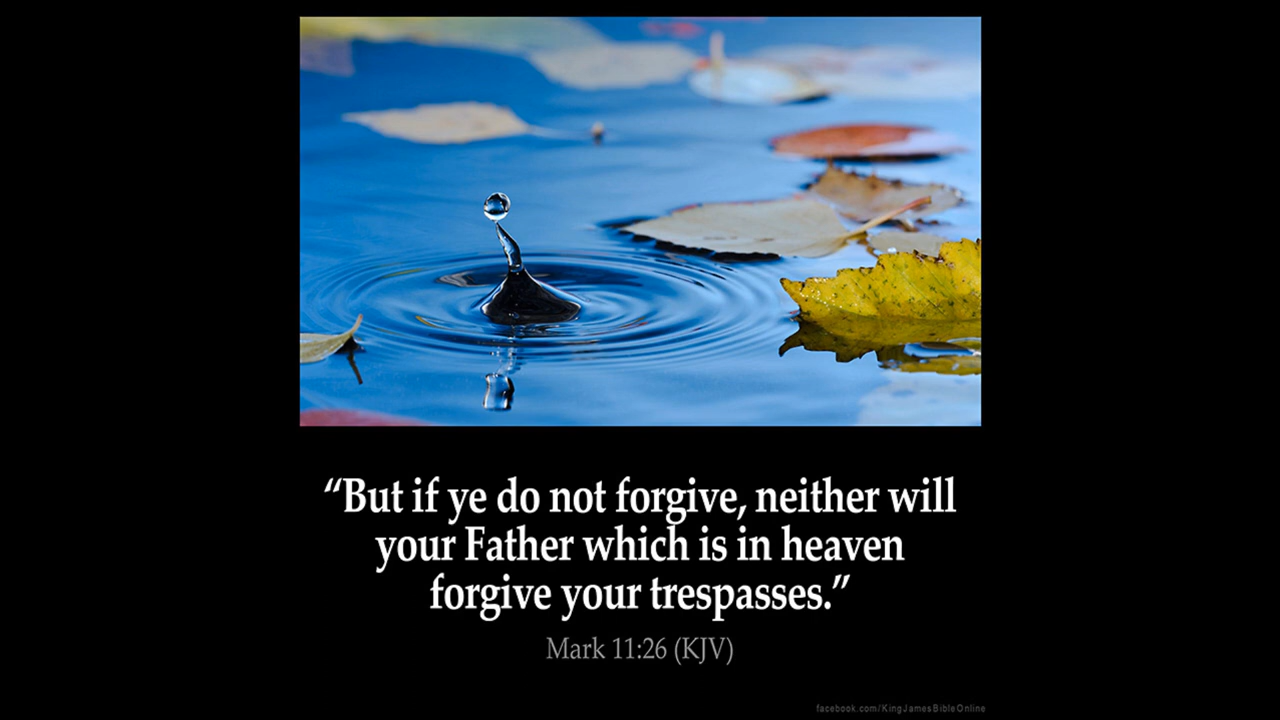 “But if ye do not forgive, neither will
your Father which is in heaven
forgive your trespasses.”
Mark 11:26 (KJV)
facebook.com/KingJamesBibleOnline